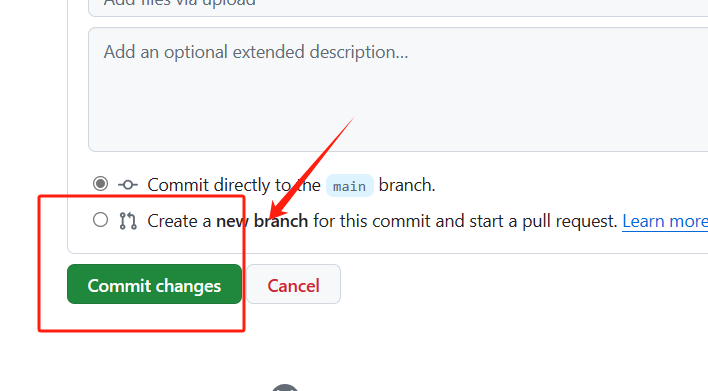 Add files via upload
Add an optional extended description...
Commit directly to the main branch.
Create a new branch for this commit and start a pull request. Learn more
Commit changes
Cancel